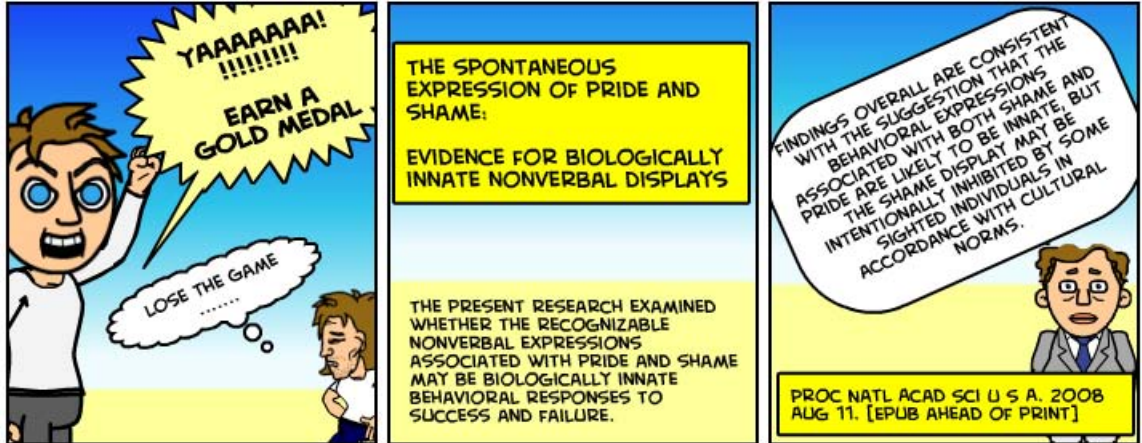 YAAAAAAA!
!!!!!!!!!
EARN A
GOLD MEDAL
LOSE THE GAME
.......
THE SPONTANEOUS
EXPRESSION OF PRIDE AND
SHAME:
EVIDENCE FOR BIOLOGICALLY
INNATE NONVERBAL DISPLAYS
THE PRESENT RESEARCH EXAMINED
WHETHER THE RECOGNIZABLE
NONVERBAL EXPRESSIONS
ASSOCIATED WITH PRIDE AND SHAME
MAY BE BIOLOGICALLY INNATE
BEHAVIORAL RESPONSES TO
SUCCESS AND FAILURE.
FINDINGS OVERALL ARE CONSISTENT
WITH THE SUGGESTION THAT THE
BEHAVIORAL EXPRESSIONS
ASSOCIATED WITH BOTH SHAME AND
PRIDE ARE LIKELY TO BE INNATE, BUT
THE SHAME DISPLAY MAY BE
INTENTIONALLY INHIBITED BY SOME
SIGHTED INDIVIDUALS IN
ACCORDANCE WITH CULTURAL
NORMS.
PROC NATL ACAD SCI U S A. 2008
AUG 11. [EPUB AHEAD OF PRINT]